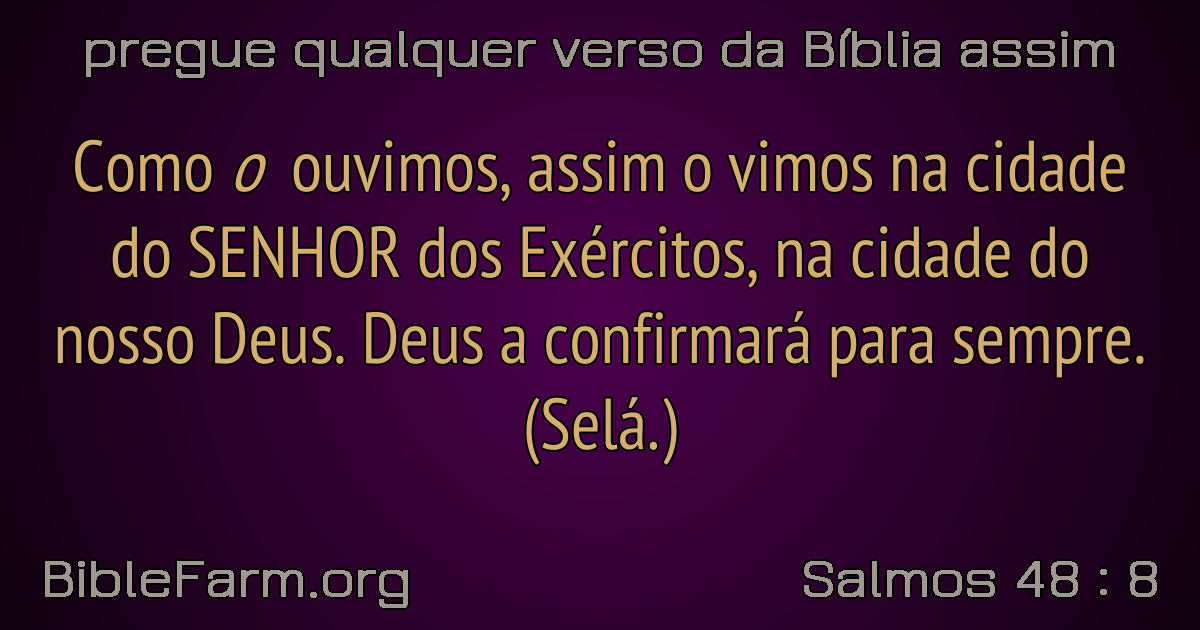 pregue qualquer verso da Bíblia assim
Como o ouvimos, assim o vimos na cidade
do SENHOR dos Exércitos, na cidade do
nosso Deus. Deus a confirmará para sempre.
(Selá.)
BibleFarm.org
Salmos 48 : 8